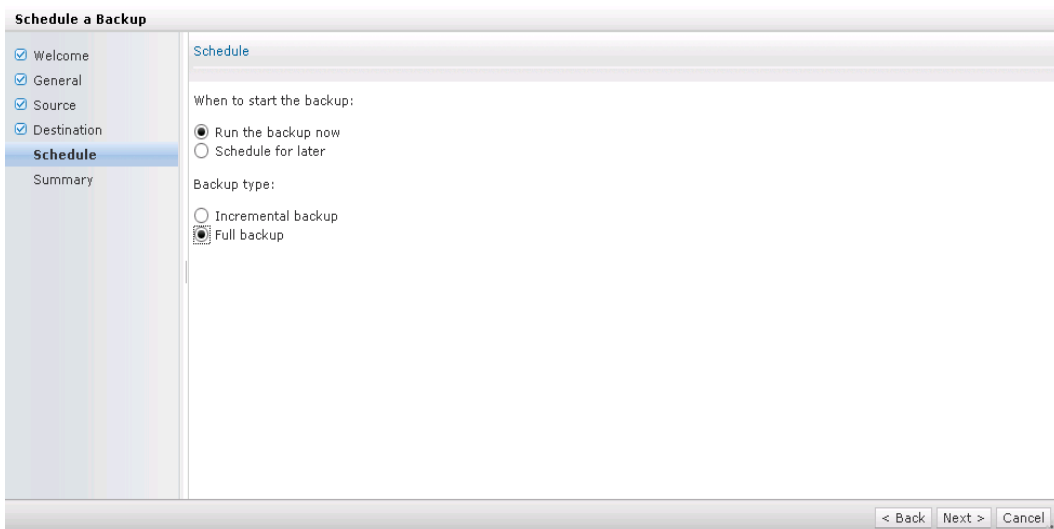 Schedule a Backup
Welcome
General
Source
Destination
Schedule
Summary
Schedule
When to start the backup:
Run the backup now
Schedule for later
Backup type:
Incremental backup
Full backup
< Back
Next >
Cancel